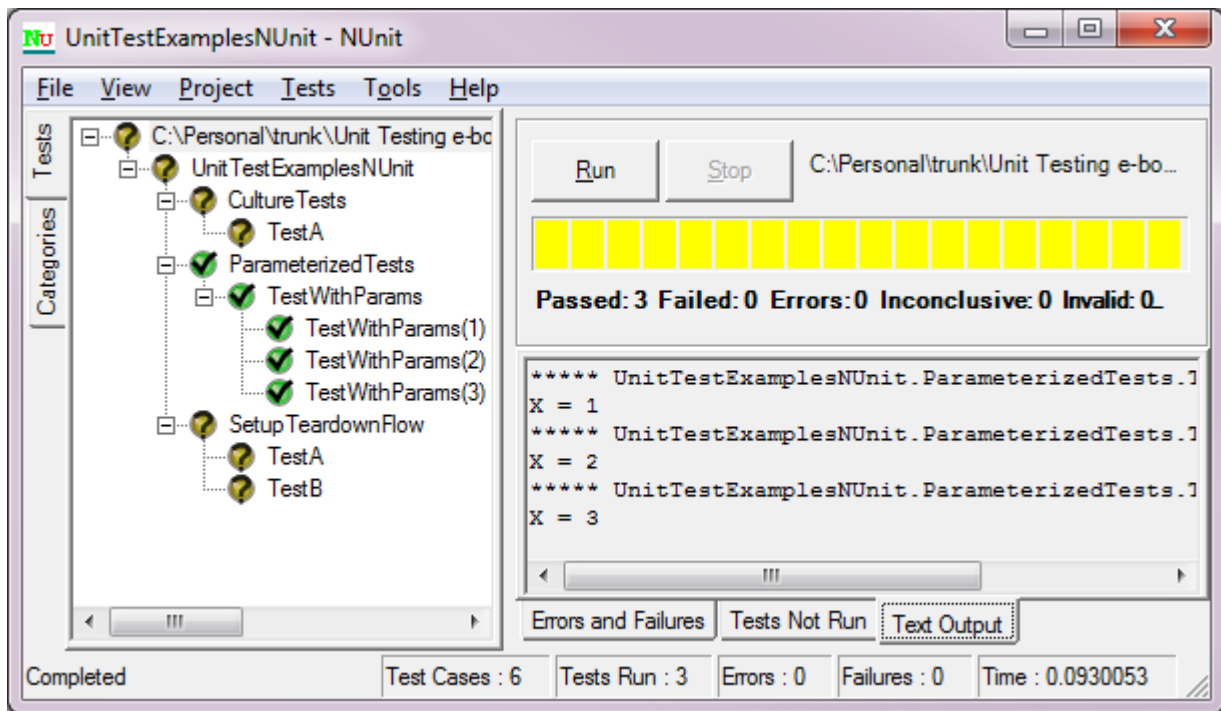 NU UnitTestExamplesNUnit - NUnit
File View Project Tests Tools Help
Tests
Categories
C:\Personal\trunk\Unit Testing e-bo
UnitTestExamplesNUnit
CultureTests
TestA
ParameterizedTests
TestWithParams
TestWithParams(1)
TestWithParams(2)
TestWithParams(3)
SetupTeardownFlow
TestA
TestB
Run Stop C:\Personal\trunk\Unit Testing e-bo...
Passed: 3 Failed: 0 Errors: 0 Inconclusive: 0 Invalid: 0...
***** UnitTestExamplesNUnit.ParameterizedTests.T
X = 1
***** UnitTestExamplesNUnit.ParameterizedTests.T
X = 2
***** UnitTestExamplesNUnit.ParameterizedTests.T
X = 3
Errors and Failures Tests Not Run Text Output
Completed Test Cases : 6 Tests Run : 3 Errors : 0 Failures : 0 Time : 0.0930053